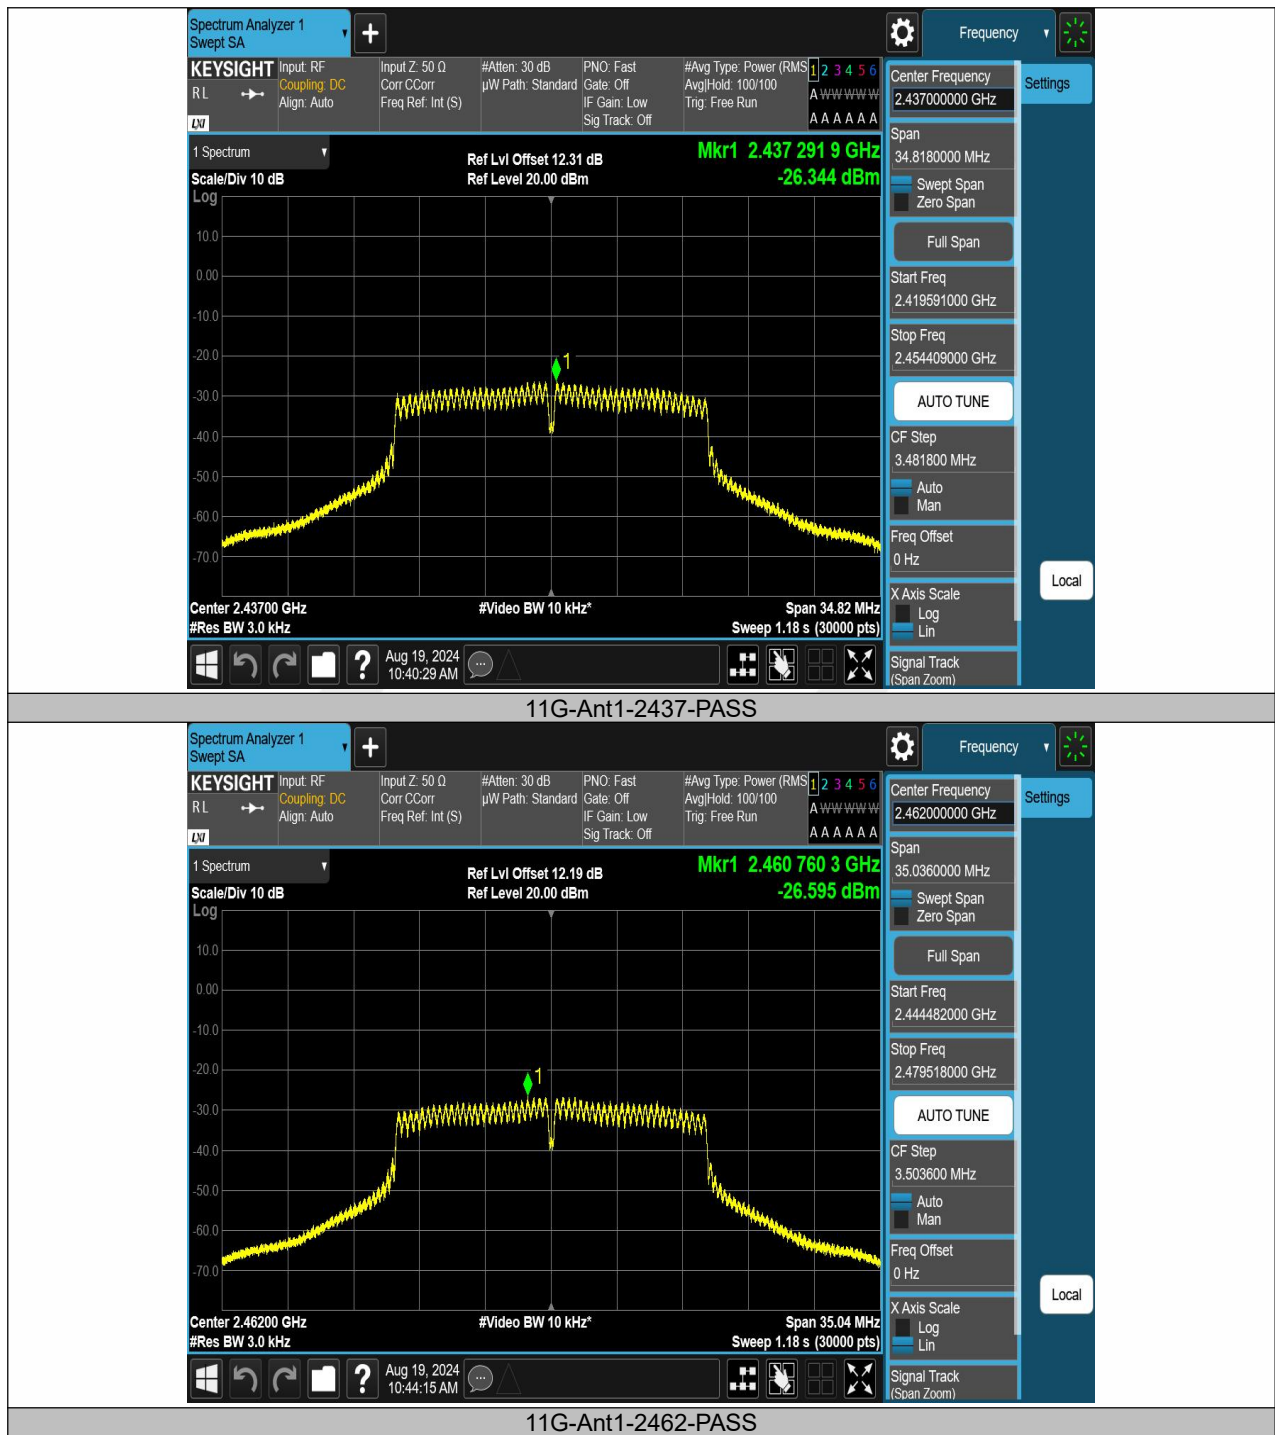 Spectrum Analyzer 1
Swept SA
Frequency
KEYSIGHT
RL
LXI
Input: RF
Coupling: DC
Align: Auto
Input Z: 50 Ω
Corr CCorr
Freq Ref: Int (S)
#Atten: 30 dB
µW Path: Standard
PNO: Fast
Gate: Off
IF Gain: Low
Sig Track: Off
#Avg Type: Power (RMS
Avg|Hold: 100/100
Trig: Free Run
1 2 3 4 5 6
A W W W W W
A A A A A A
Center Frequency
2.437000000 GHz
Settings
Span
34.8180000 MHz
Swept Span
Zero Span
Full Span
Start Freq
2.419591000 GHz
Stop Freq
2.454409000 GHz
AUTO TUNE
CF Step
3.481800 MHz
Auto
Man
Freq Offset
0 Hz
X Axis Scale
Log
Lin
Signal Track
(Span Zoom)
Local
1 Spectrum
Scale/Div 10 dB
Log
Ref Lvl Offset 12.31 dB
Ref Level 20.00 dBm
Mkr1 2.437 291 9 GHz
-26.344 dBm
10.0
0.00
-10.0
-20.0
-30.0
-40.0
-50.0
-60.0
-70.0
1
Center 2.43700 GHz
#Res BW 3.0 kHz
#Video BW 10 kHz*
Span 34.82 MHz
Sweep 1.18 s (30000 pts)
Aug 19, 2024
10:40:29 AM
11G-Ant1-2437-PASS
Spectrum Analyzer 1
Swept SA
Frequency
KEYSIGHT
RL
LXI
Input: RF
Coupling: DC
Align: Auto
Input Z: 50 Ω
Corr CCorr
Freq Ref: Int (S)
#Atten: 30 dB
µW Path: Standard
PNO: Fast
Gate: Off
IF Gain: Low
Sig Track: Off
#Avg Type: Power (RMS
Avg|Hold: 100/100
Trig: Free Run
1 2 3 4 5 6
A W W W W W
A A A A A A
Center Frequency
2.462000000 GHz
Settings
Span
35.0360000 MHz
Swept Span
Zero Span
Full Span
Start Freq
2.444482000 GHz
Stop Freq
2.479518000 GHz
AUTO TUNE
CF Step
3.503600 MHz
Auto
Man
Freq Offset
0 Hz
X Axis Scale
Log
Lin
Signal Track
(Span Zoom)
Local
1 Spectrum
Scale/Div 10 dB
Log
Ref Lvl Offset 12.19 dB
Ref Level 20.00 dBm
Mkr1 2.460 760 3 GHz
-26.595 dBm
10.0
0.00
-10.0
-20.0
-30.0
-40.0
-50.0
-60.0
-70.0
1
Center 2.46200 GHz
#Res BW 3.0 kHz
#Video BW 10 kHz*
Span 35.04 MHz
Sweep 1.18 s (30000 pts)
Aug 19, 2024
10:44:15 AM
11G-Ant1-2462-PASS